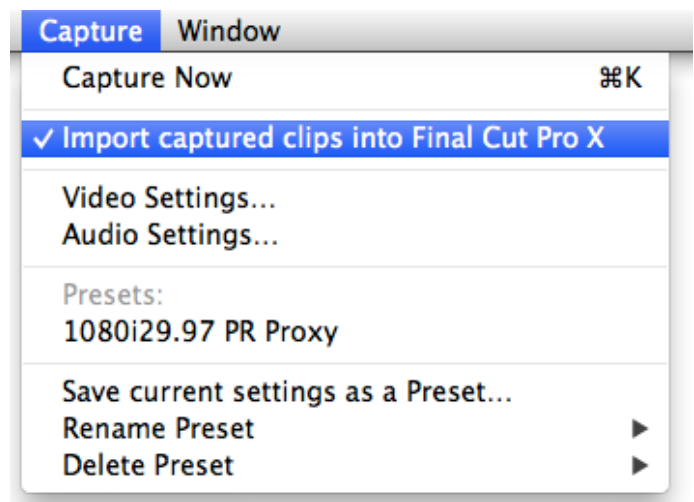 Capture Window
Capture Now ⌘K
✓ Import captured clips into Final Cut Pro X
Video Settings...
Audio Settings...
Presets:
1080i29.97 PR Proxy
Save current settings as a Preset...
Rename Preset ▶
Delete Preset ▶